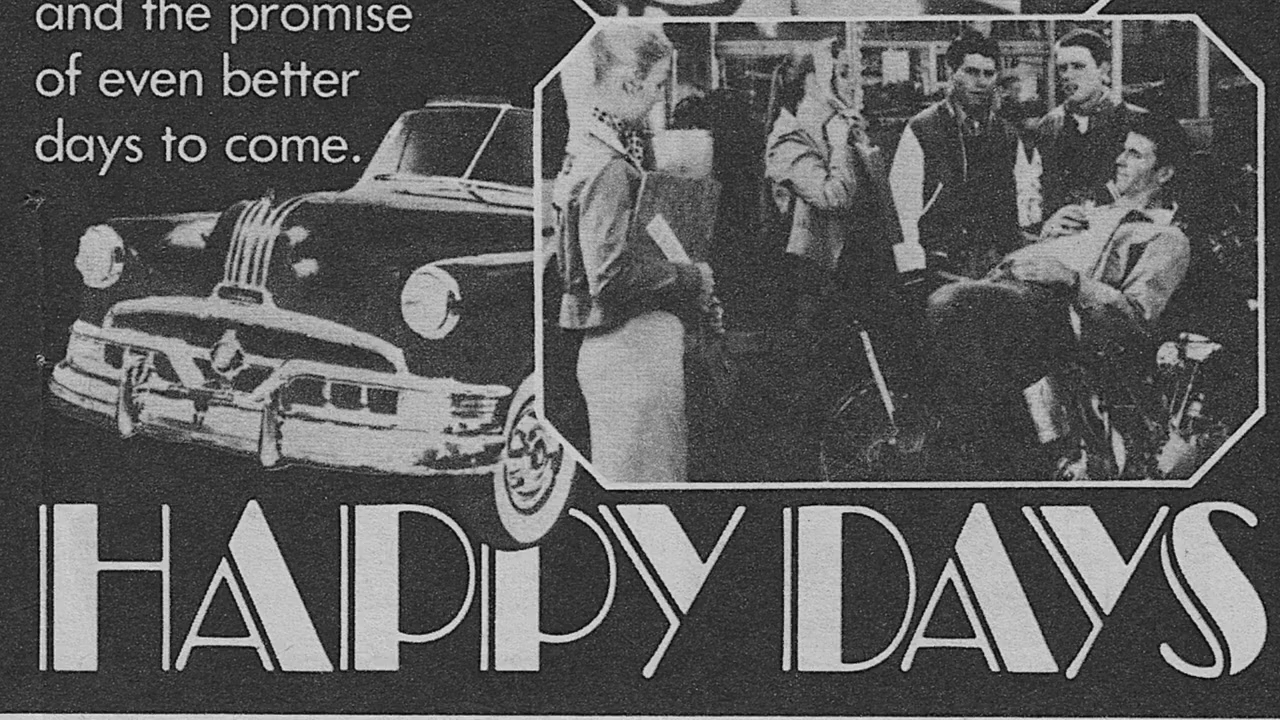 and the promise
of even better
days to come.
HAPPY DAYS